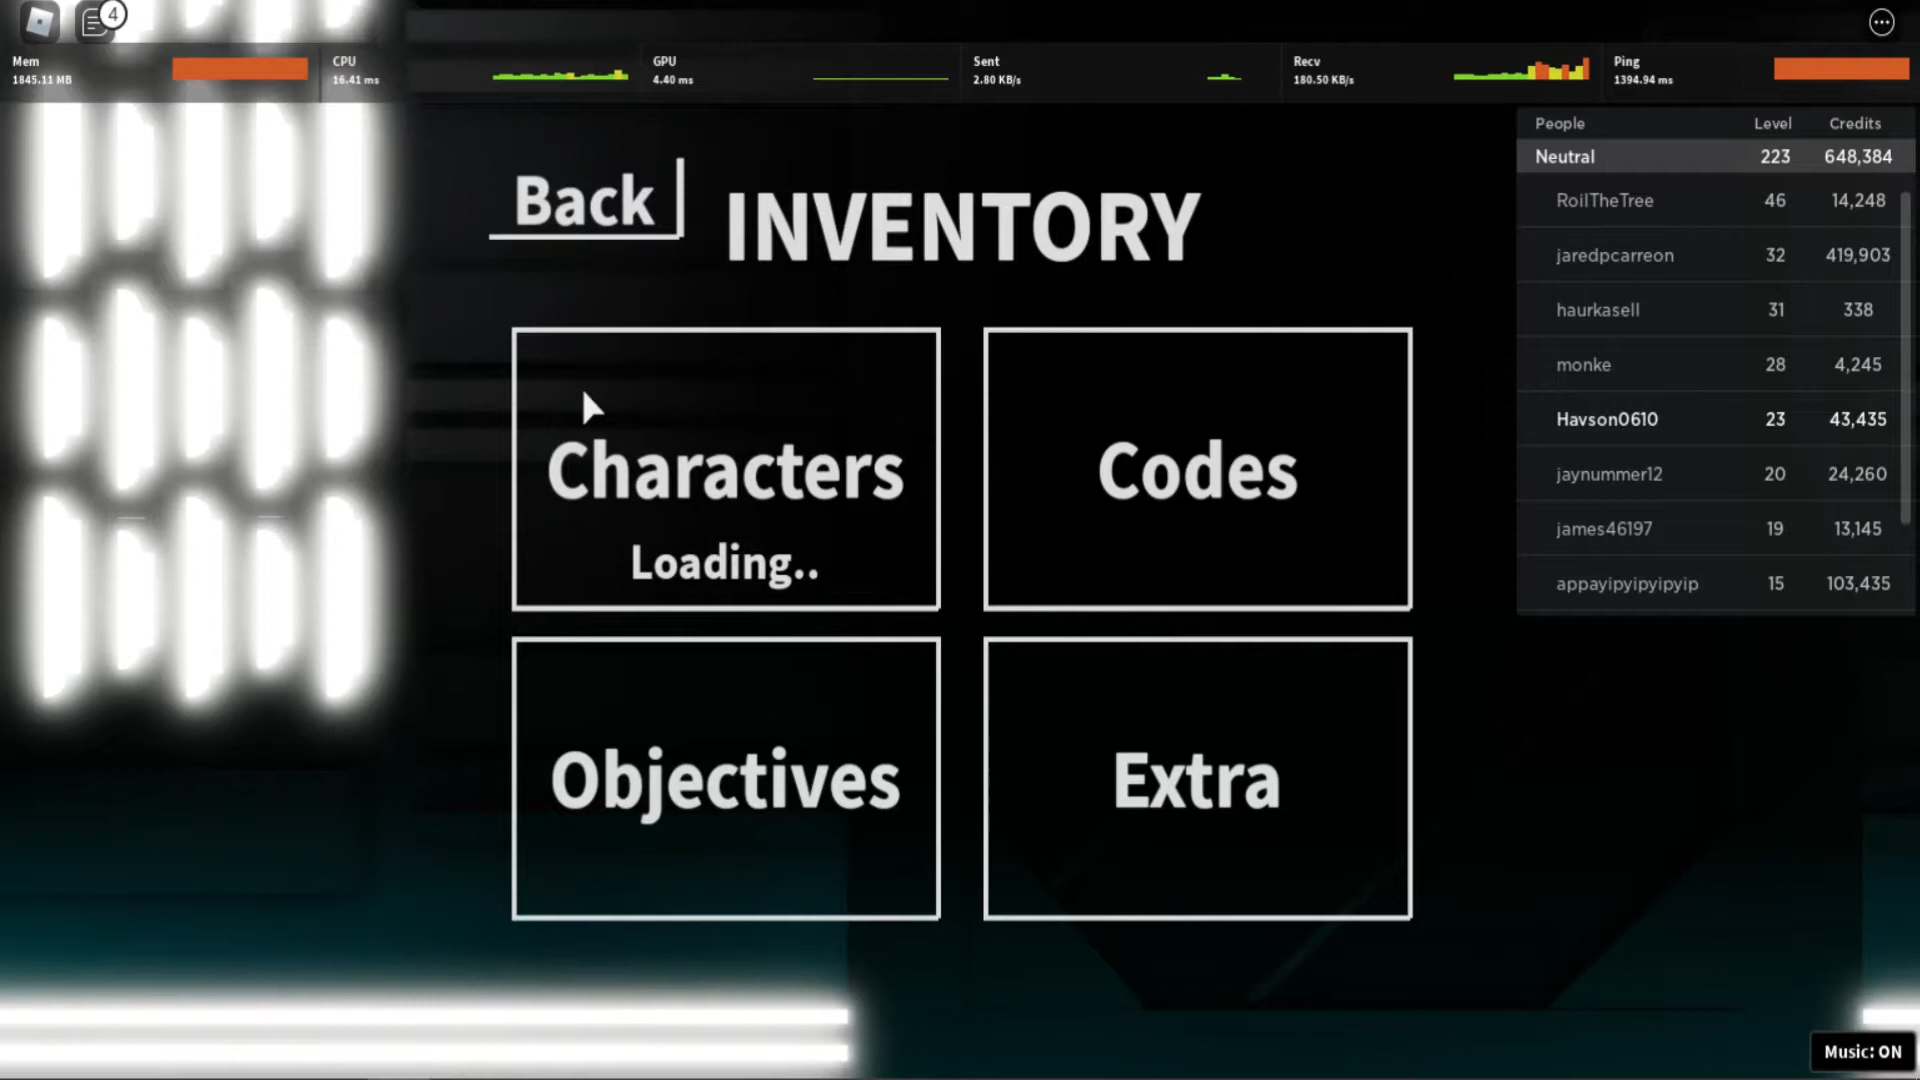 4
Mem
1845.11 MB
CPU
16.41 ms
GPU
4.40 ms
Sent
2.80 KB/s
Recv
180.50 KB/s
Ping
1394.94 ms
Back
INVENTORY
Characters
Loading..
Codes
Objectives
Extra
People Level Credits
Neutral 223 648,384
RoilTheTree 46 14,248
jaredpcarreon 32 419,903
haurkasell 31 338
monke 28 4,245
Havson0610 23 43,435
jaynummer12 20 24,260
james46197 19 13,145
appayipyipyipyip 15 103,435
Music: ON